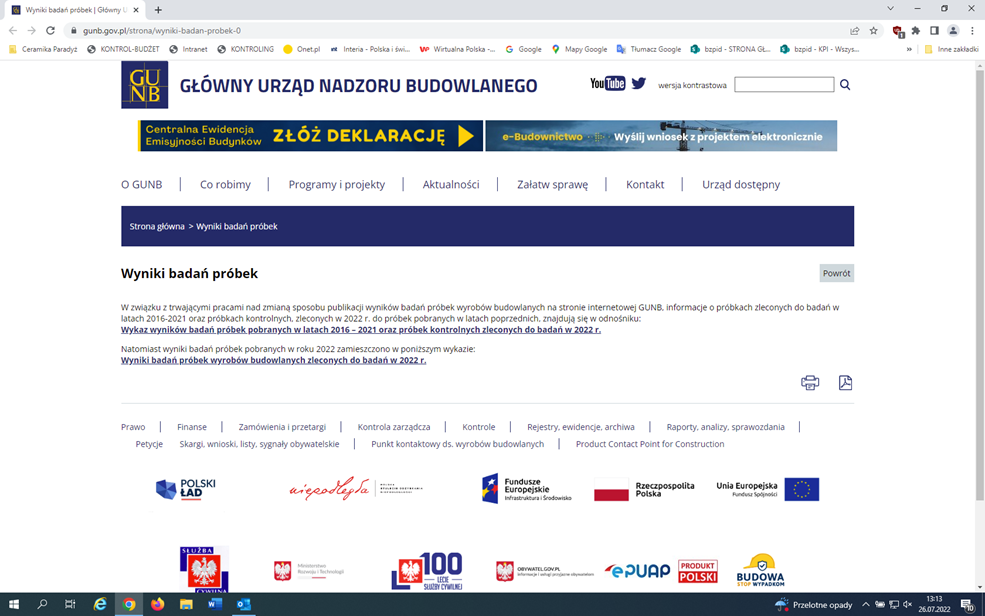 Wyniki badań próbek | Główny U
gunb.gov.pl/strona/wyniki-badan-probek-0
Ceramika Paradyż KONTROL-BUDŻET Intranet KONTROLING Onet.pl Interia - Polska i świ... Wirtualna Polska -... Google Mapy Google Tłumacz Google bzpid - STRONA GŁ... bzpid - KPI - Wszys... » Inne zakładki
GU
NB
GŁÓWNY URZĄD NADZORU BUDOWLANEGO
YouTube
wersja kontrastowa
Centralna Ewidencja
Emisyjności Budynków
ZŁÓŻ DEKLARACJĘ
e-Budownictwo
Wyślij wniosek z projektem elektronicznie
O GUNB Co robimy Programy i projekty Aktualności Załatw sprawę Kontakt Urząd dostępny
Strona główna > Wyniki badań próbek
Wyniki badań próbek
Powrót
W związku z trwającymi pracami nad zmianą sposobu publikacji wyników badań próbek wyrobów budowlanych na stronie internetowej GUNB, informacje o próbkach zleconych do badań w
latach 2016-2021 oraz próbkach kontrolnych, zleconych w 2022 r. do próbek pobranych w latach poprzednich, znajdują się w odnośniku:
Wykaz wyników badań próbek pobranych w latach 2016 – 2021 oraz próbek kontrolnych zleconych do badań w 2022 r.
Natomiast wyniki badań próbek pobranych w roku 2022 zamieszczono w poniższym wykazie:
Wyniki badań próbek wyrobów budowlanych zleconych do badań w 2022 r.
Prawo Finanse Zamówienia i przetargi Kontrola zarządcza Kontrole Rejestry, ewidencje, archiwa Raporty, analizy, sprawozdania
Petycje Skargi, wnioski, listy, sygnały obywatelskie Punkt kontaktowy ds. wyrobów budowlanych Product Contact Point for Construction
POLSKI
ŁAD
niepodległa
Fundusze
Europejskie
Infrastruktura i Środowisko
Rzeczpospolita
Polska
Unia Europejska
Fundusz Spójności
SŁUŻBA
CYWILNA
Ministerstwo
Rozwoju i Technologii
100
LECIE
SŁUŻBY CYWILNEJ
OBYWATEL.GOV.PL
Informacje i usługi przyjazne obywatelom
ePUAP
PRODUKT
POLSKI
BUDOWA
STOP WYPADKOM
Przelotne opady
13:13
26.07.2022
10